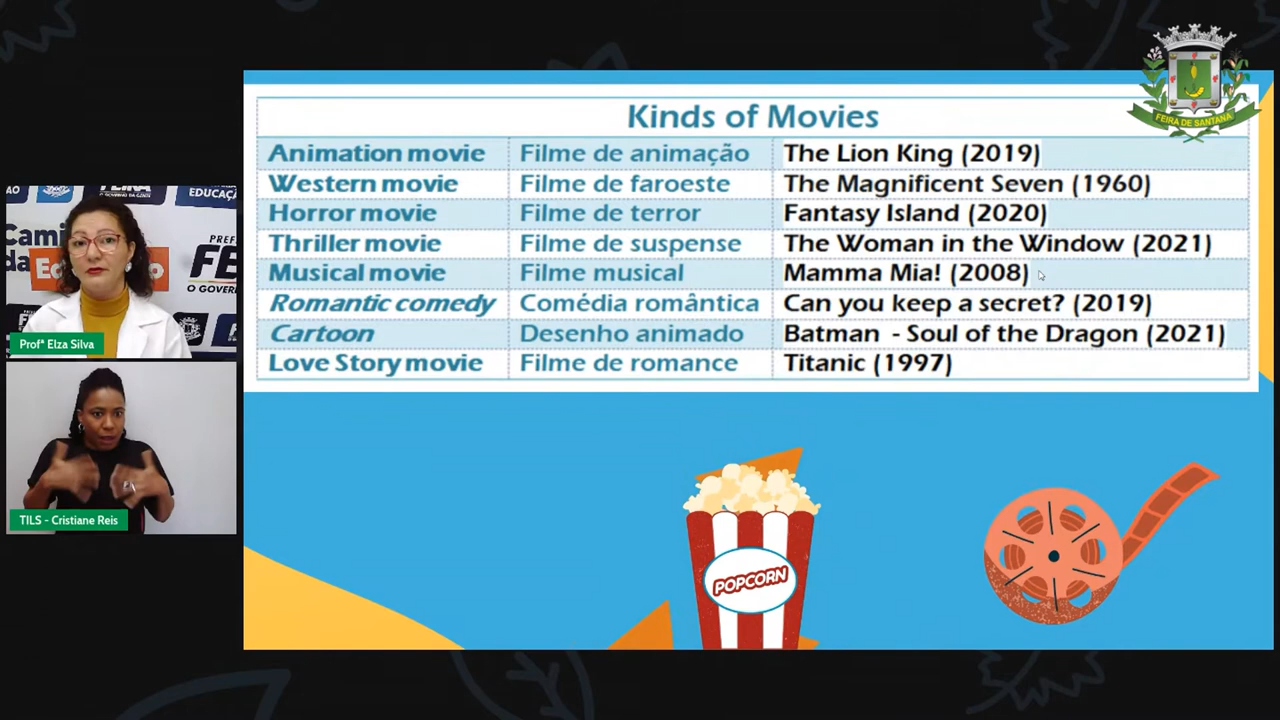 FEIRA DE SANTANA
Kinds of Movies
Animation movie Filme de animação The Lion King (2019)
Western movie Filme de faroeste The Magnificent Seven (1960)
Horror movie Filme de terror Fantasy Island (2020)
Thriller movie Filme de suspense The Woman in the Window (2021)
Musical movie Filme musical Mamma Mia! (2008)
Romantic comedy Comédia romântica Can you keep a secret? (2019)
Cartoon Desenho animado Batman - Soul of the Dragon (2021)
Love Story movie Filme de romance Titanic (1997)
EDUCAÇ
PREF
FE
O GOVER
Profª Elza Silva
TILS - Cristiane Reis
POPCORN